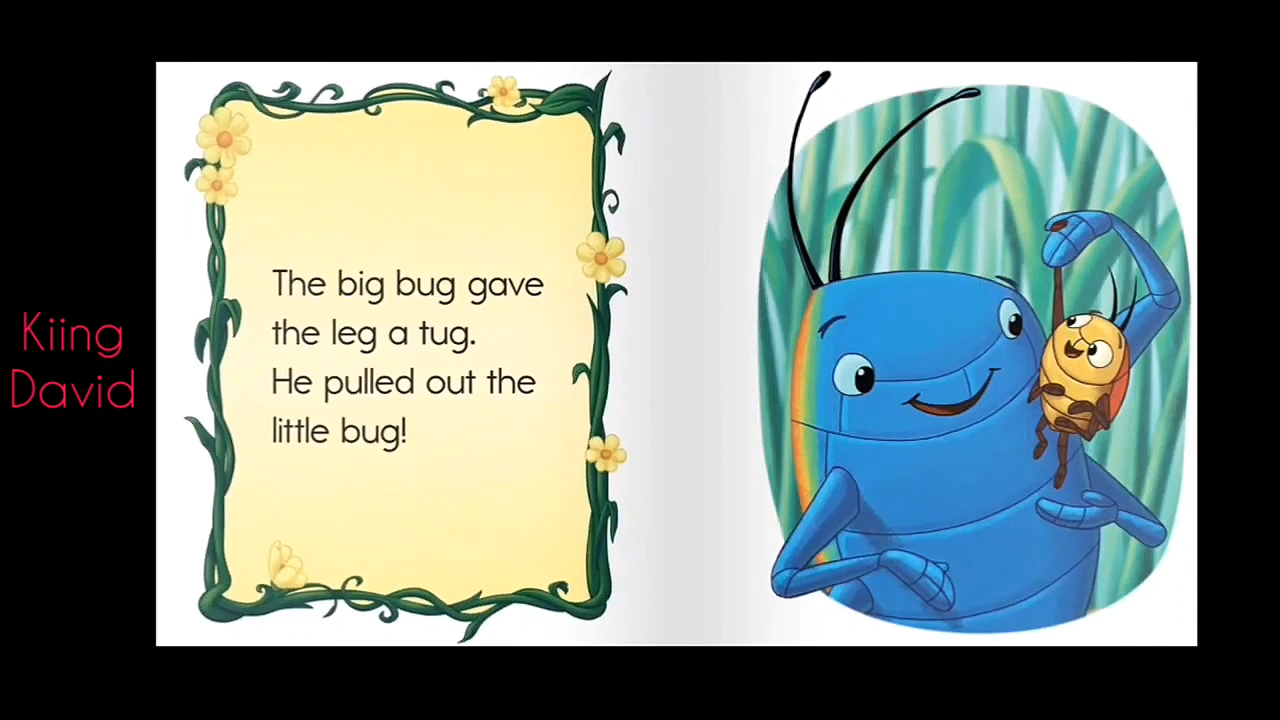 Kiing
David
The big bug gave
the leg a tug.
He pulled out the
little bug!